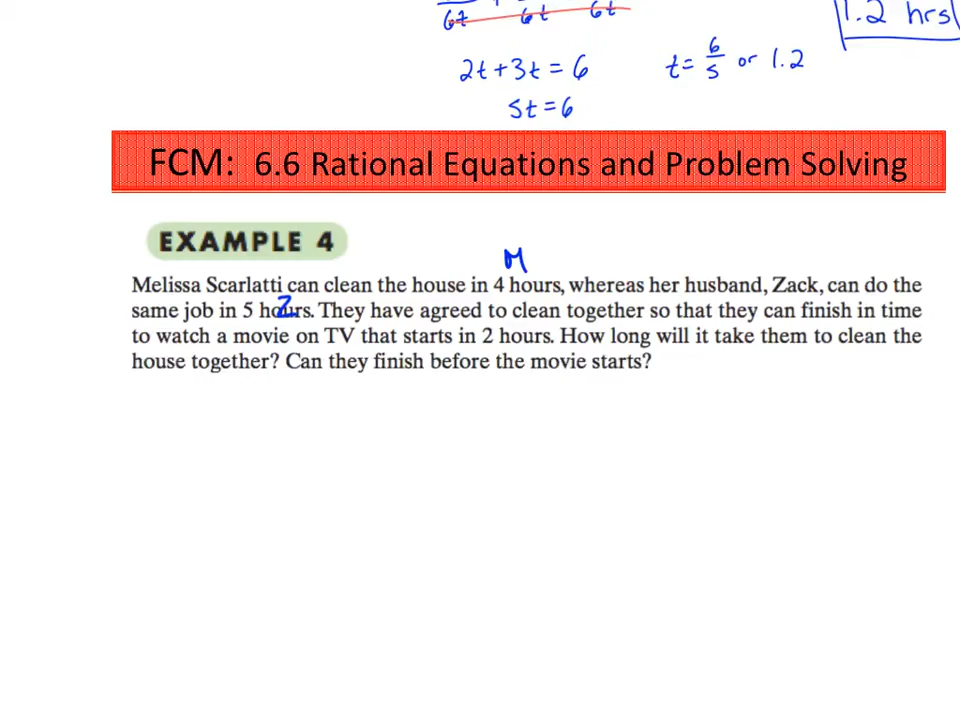 6t 6t 6t
1.2 hrs
2t + 3t = 6 t = 6/5 or 1.2
5t = 6
FCM: 6.6 Rational Equations and Problem Solving
EXAMPLE 4
M
Melissa Scarlatti can clean the house in 4 hours, whereas her husband, Zack, can do the
same job in 5 hours. They have agreed to clean together so that they can finish in time
Z
to watch a movie on TV that starts in 2 hours. How long will it take them to clean the
house together? Can they finish before the movie starts?